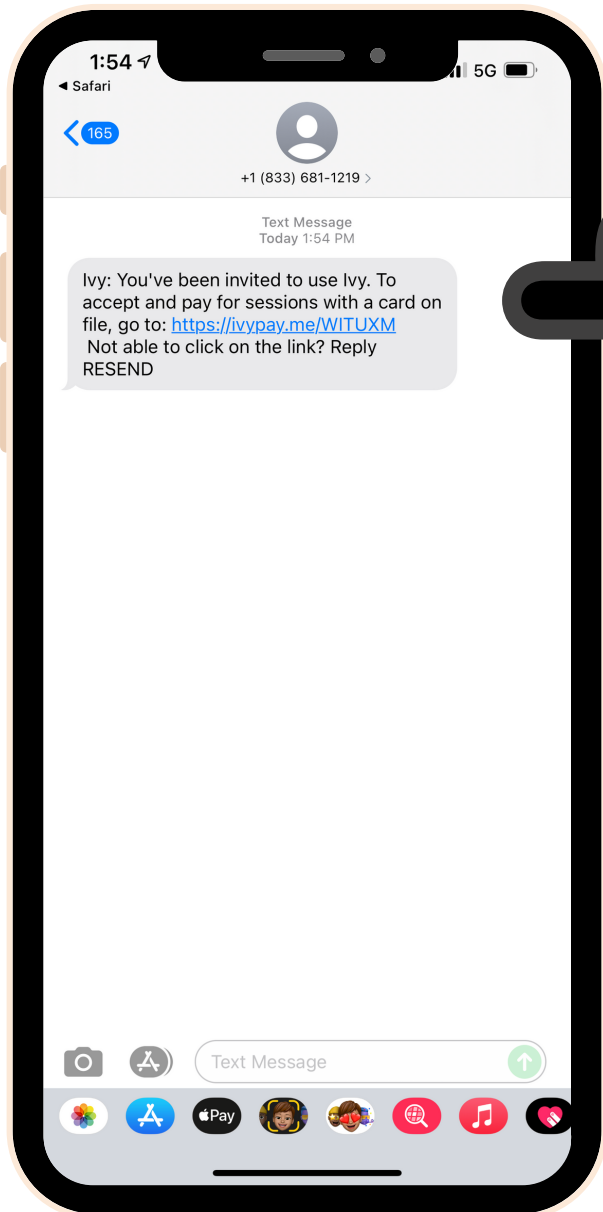 1:54
5G
Safari
165
+1 (833) 681-1219
Text Message
Today 1:54 PM
Ivy: You've been invited to use Ivy. To
accept and pay for sessions with a card on
file, go to: https://ivypay.me/WITUXM
Not able to click on the link? Reply
RESEND
Text Message
Pay